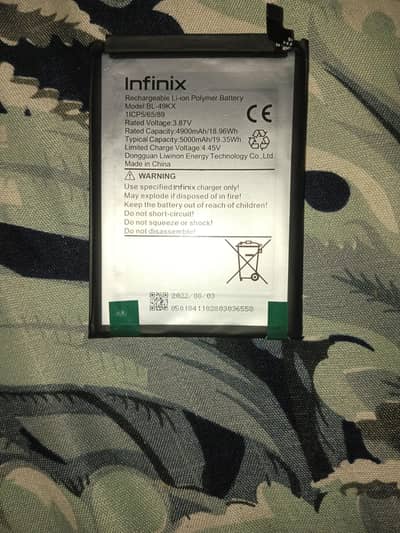 Infinix
Rechargeable Li-ion Polymer Battery
Model:BL-49KX
1ICP5/65/89
Rated Voltage:3.87V
Rated Capacity:4900mAh/18.96Wh
Typical Capacity:5000mAh/19.35Wh
Limited Charge Voltage:4.45V
Dongguan Liwinon Energy Technology Co.,Ltd.
Made in China
CE
WARNING
Use specified Infinix charger only!
May explode if disposed of in fire!
Keep the battery out of reach of children!
Do not short-circuit!
Do not squeeze or shock!
Do not disassemble!
2022/08/03